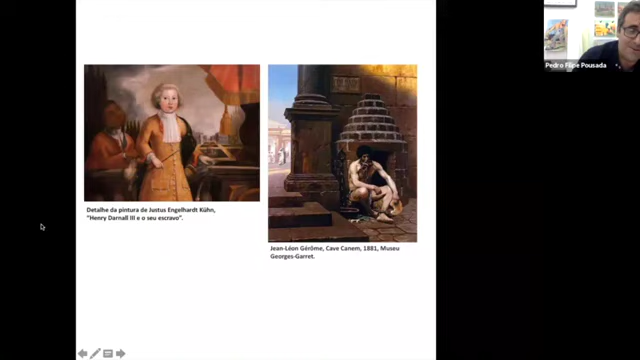 Pedro Filipe Pousada
Detalhe da pintura de Justus Engelhardt Kühn,
"Henry Darnall III e o seu escravo".
Jean-Léon Gérôme, Cave Canem, 1881, Museu
Georges-Garret.